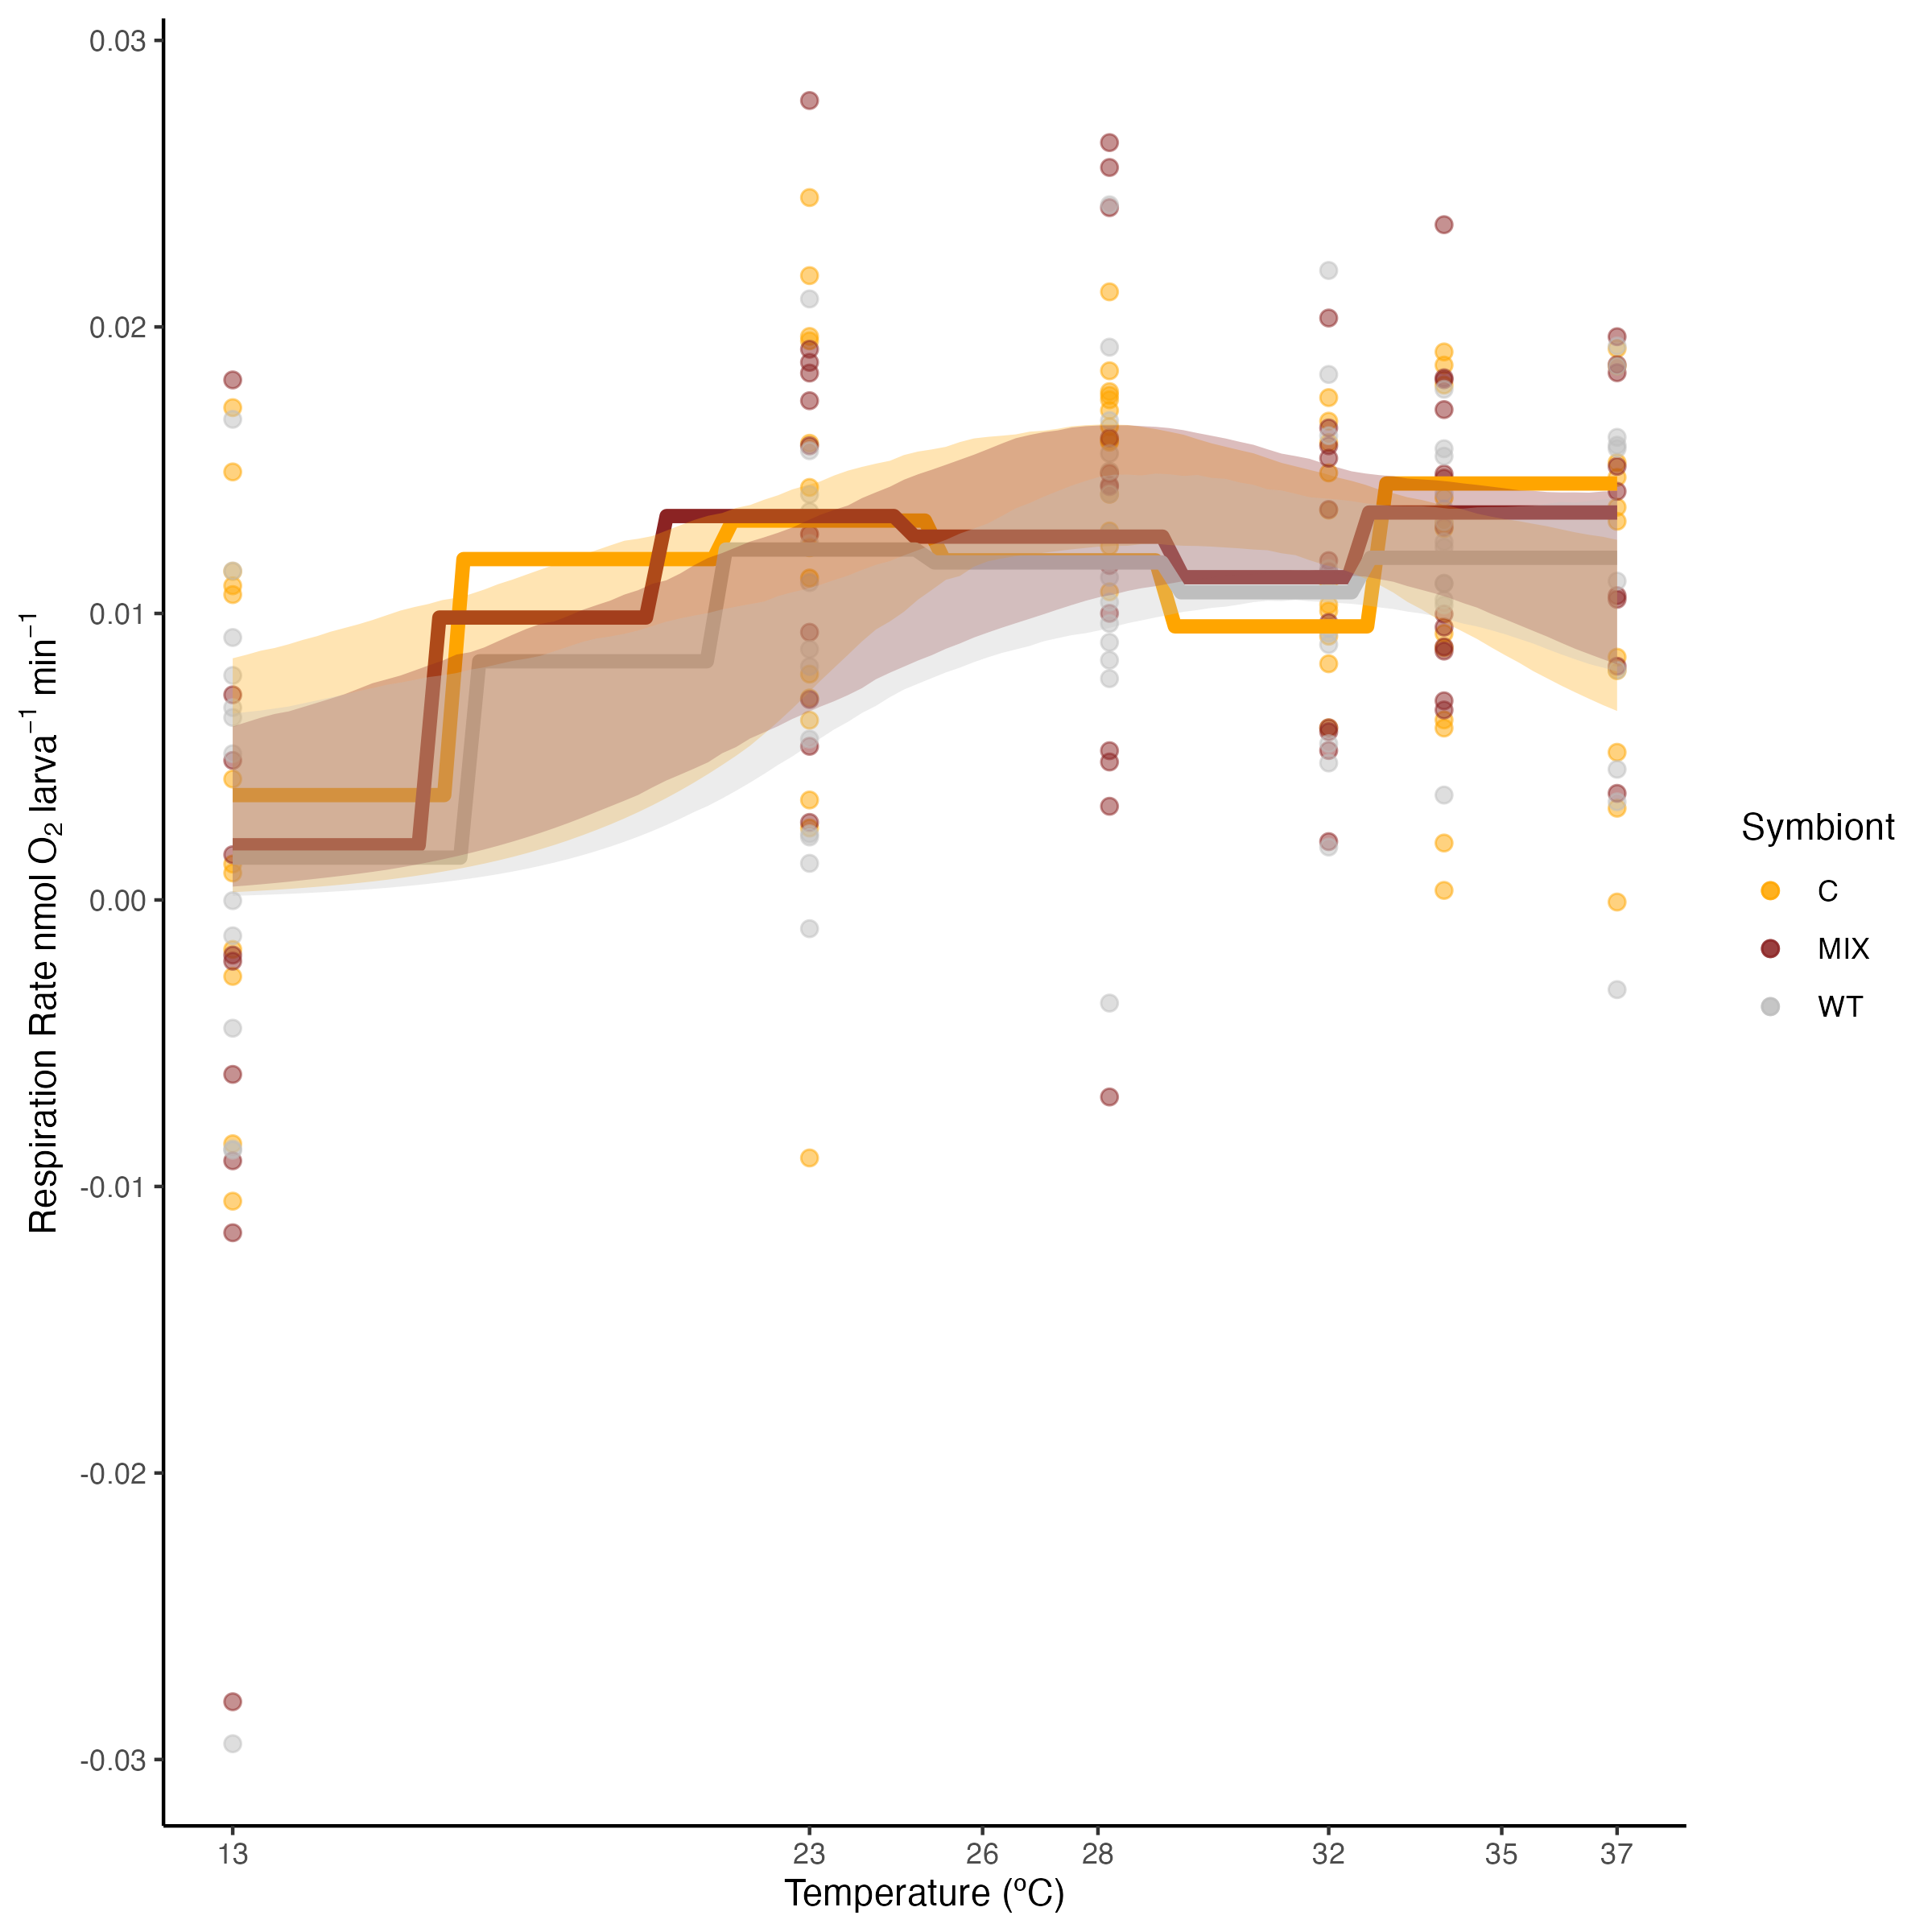 0.03
0.02
0.01
0.00
-0.01
-0.02
-0.03
Respiration Rate nmol O₂ larva⁻¹ min⁻¹
13 23 26 28 32 35 37
Temperature (ºC)
Symbiont
C
MIX
WT